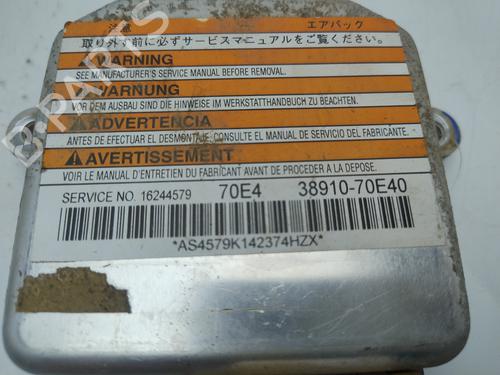 注意 エアバック
取り外す前に必ずサービスマニュアルをご覧ください。
WARNING
SEE MANUFACTURER'S SERVICE MANUAL BEFORE REMOVAL.
WARNUNG
VOR DEM AUSBAU SIND DIE HINWEISE IM WERKSTATTHANDBUCH ZU BEACHTEN.
ADVERTENCIA
ANTES DE EFECTUAR EL DESMONTAJE, CONSULTE EL MANUAL DE SERVICIO DEL FABRICANTE.
AVERTISSEMENT
VOIR LE MANUEL D'ENTRETIEN DU FABRICANT AVANT DE PROCEDER A LA DEPOSE.
SERVICE NO. 16244579 70E4 38910-70E40
*AS4579K142374HZX*
B-PARTS